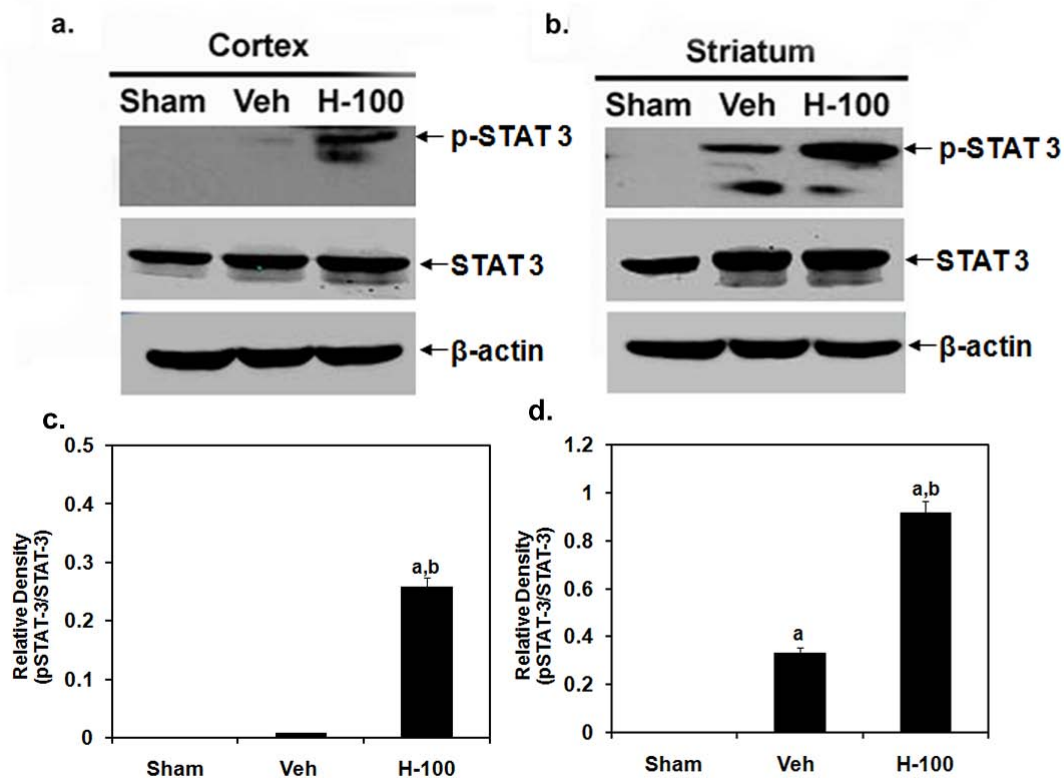 a.
Cortex
Sham Veh H-100
p-STAT 3
STAT 3
β-actin
b.
Striatum
Sham Veh H-100
p-STAT 3
STAT 3
β-actin
c.
Relative Density
(pSTAT-3/STAT-3)
0.5
0.4
0.3
0.2
0.1
0
a,b
Sham Veh H-100
d.
Relative Density
(pSTAT-3/STAT-3)
1.2
1
0.8
0.6
0.4
0.2
0
a
a,b
Sham Veh H-100